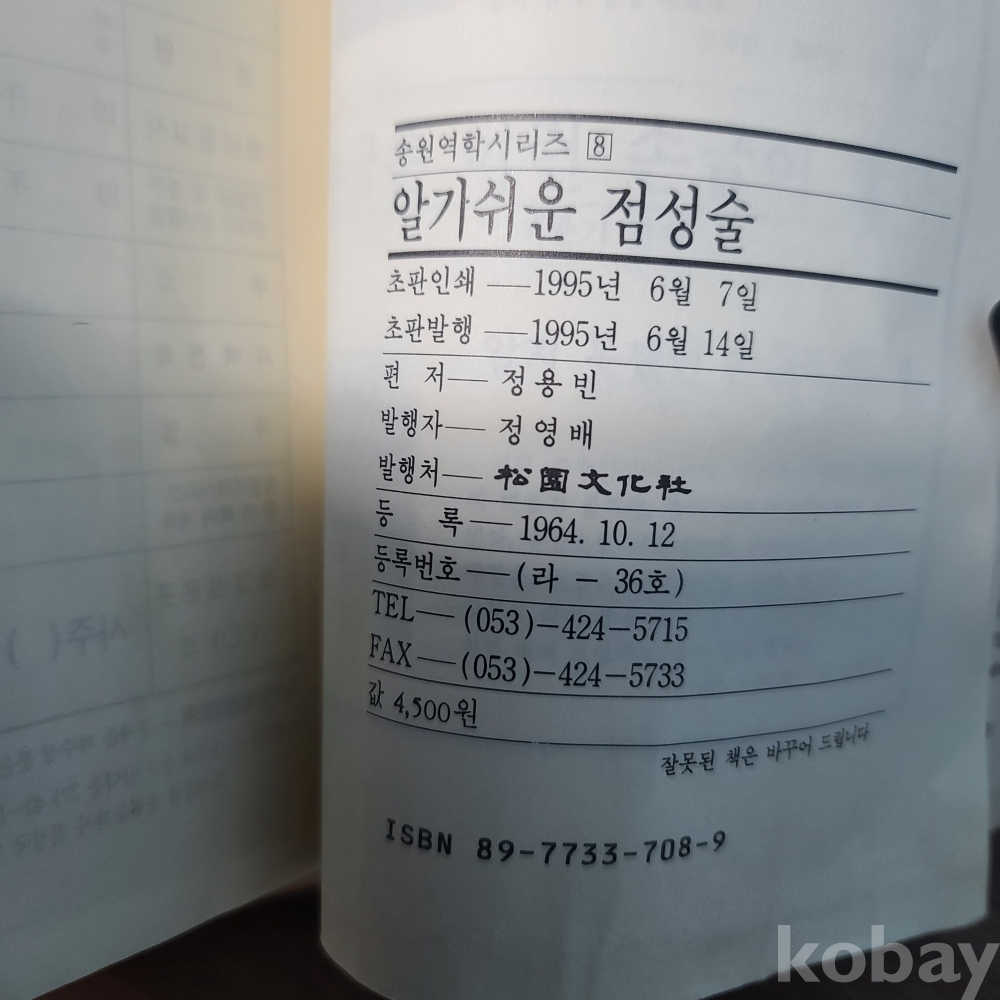 송원역학시리즈 8
알기쉬운 점성술
초판인쇄 ── 1995년 6월 7일
초판발행 ── 1995년 6월 14일
편 저 ── 정용빈
발행자 ── 정영배
발행처 ── 松園文化社
등 록 ── 1964. 10. 12
등록번호 ── (라 - 36호)
TEL ── (053)-424-5715
FAX ── (053)-424-5733
값 4,500원
잘못된 책은 바꾸어 드립니다
ISBN 89-7733-708-9
kobay